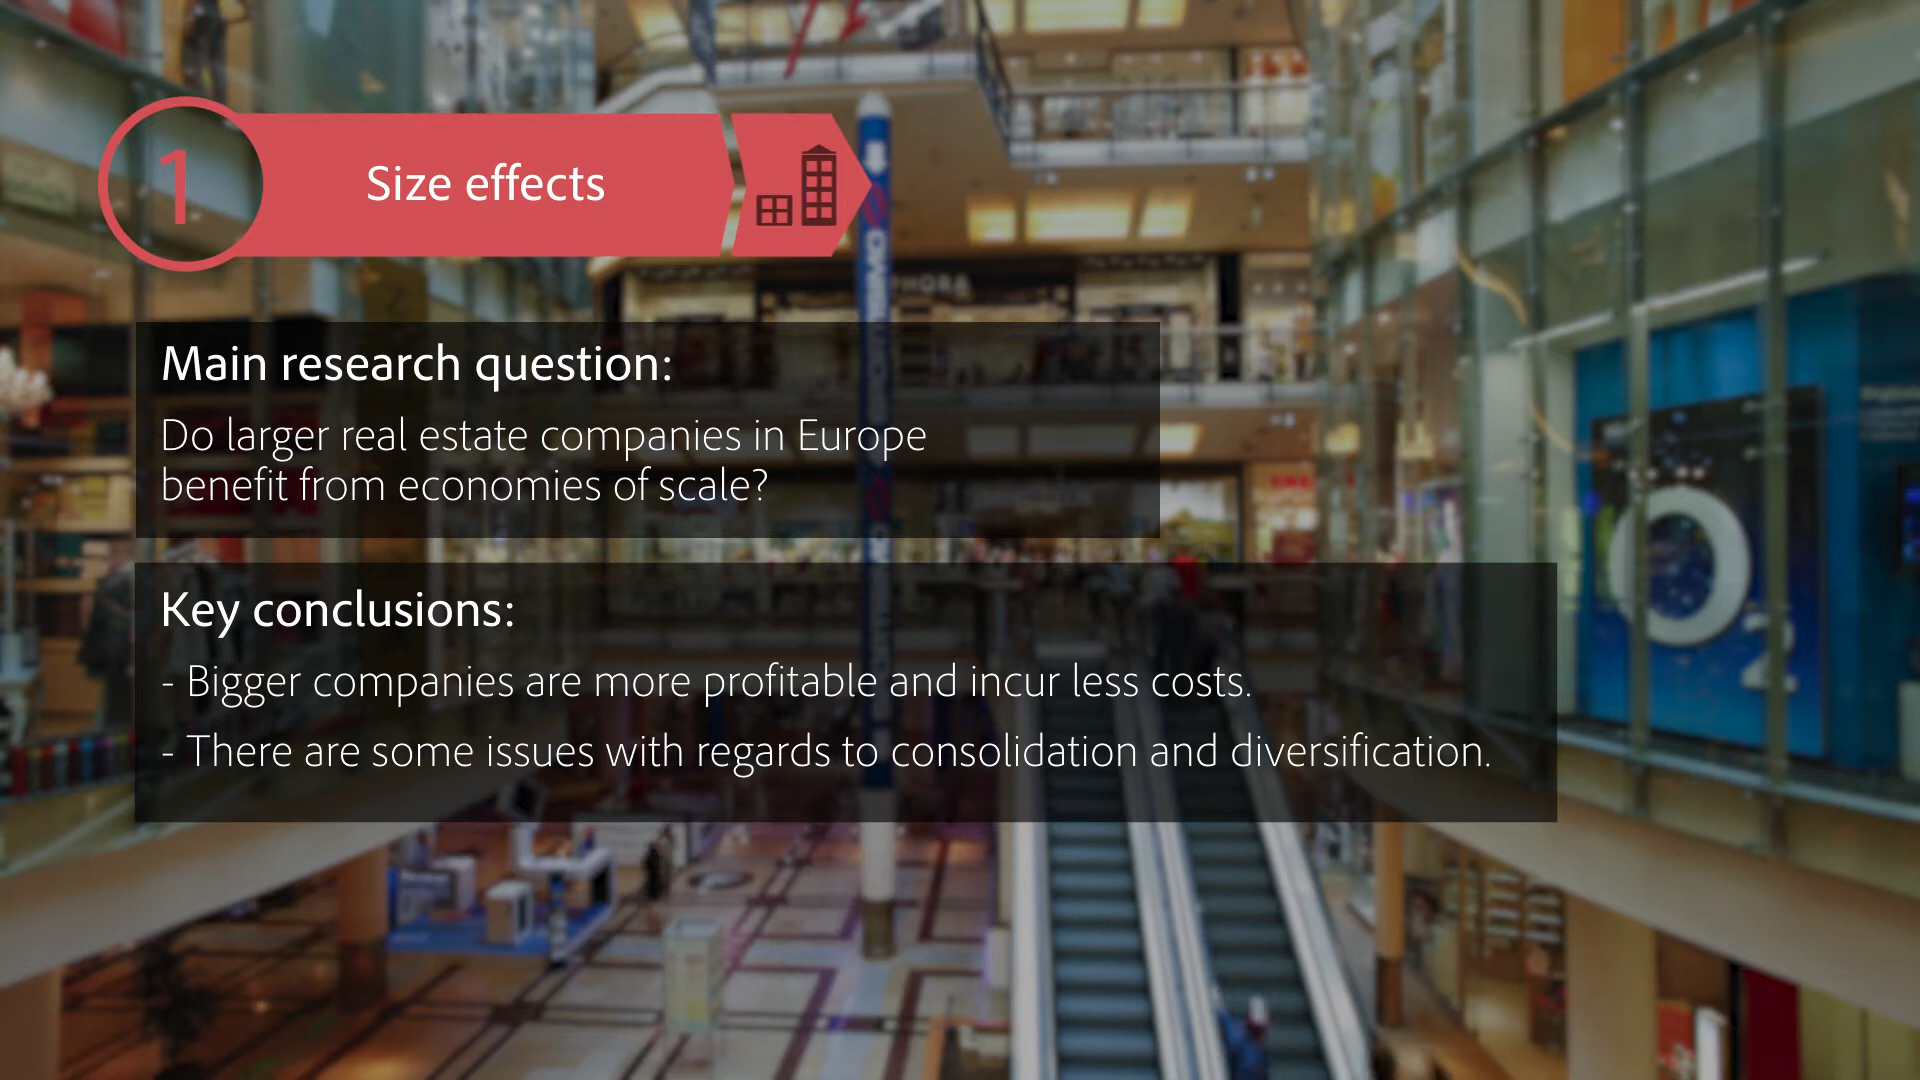 1
Size effects
Main research question:
Do larger real estate companies in Europe
benefit from economies of scale?
Key conclusions:
- Bigger companies are more profitable and incur less costs.
- There are some issues with regards to consolidation and diversification.
O2